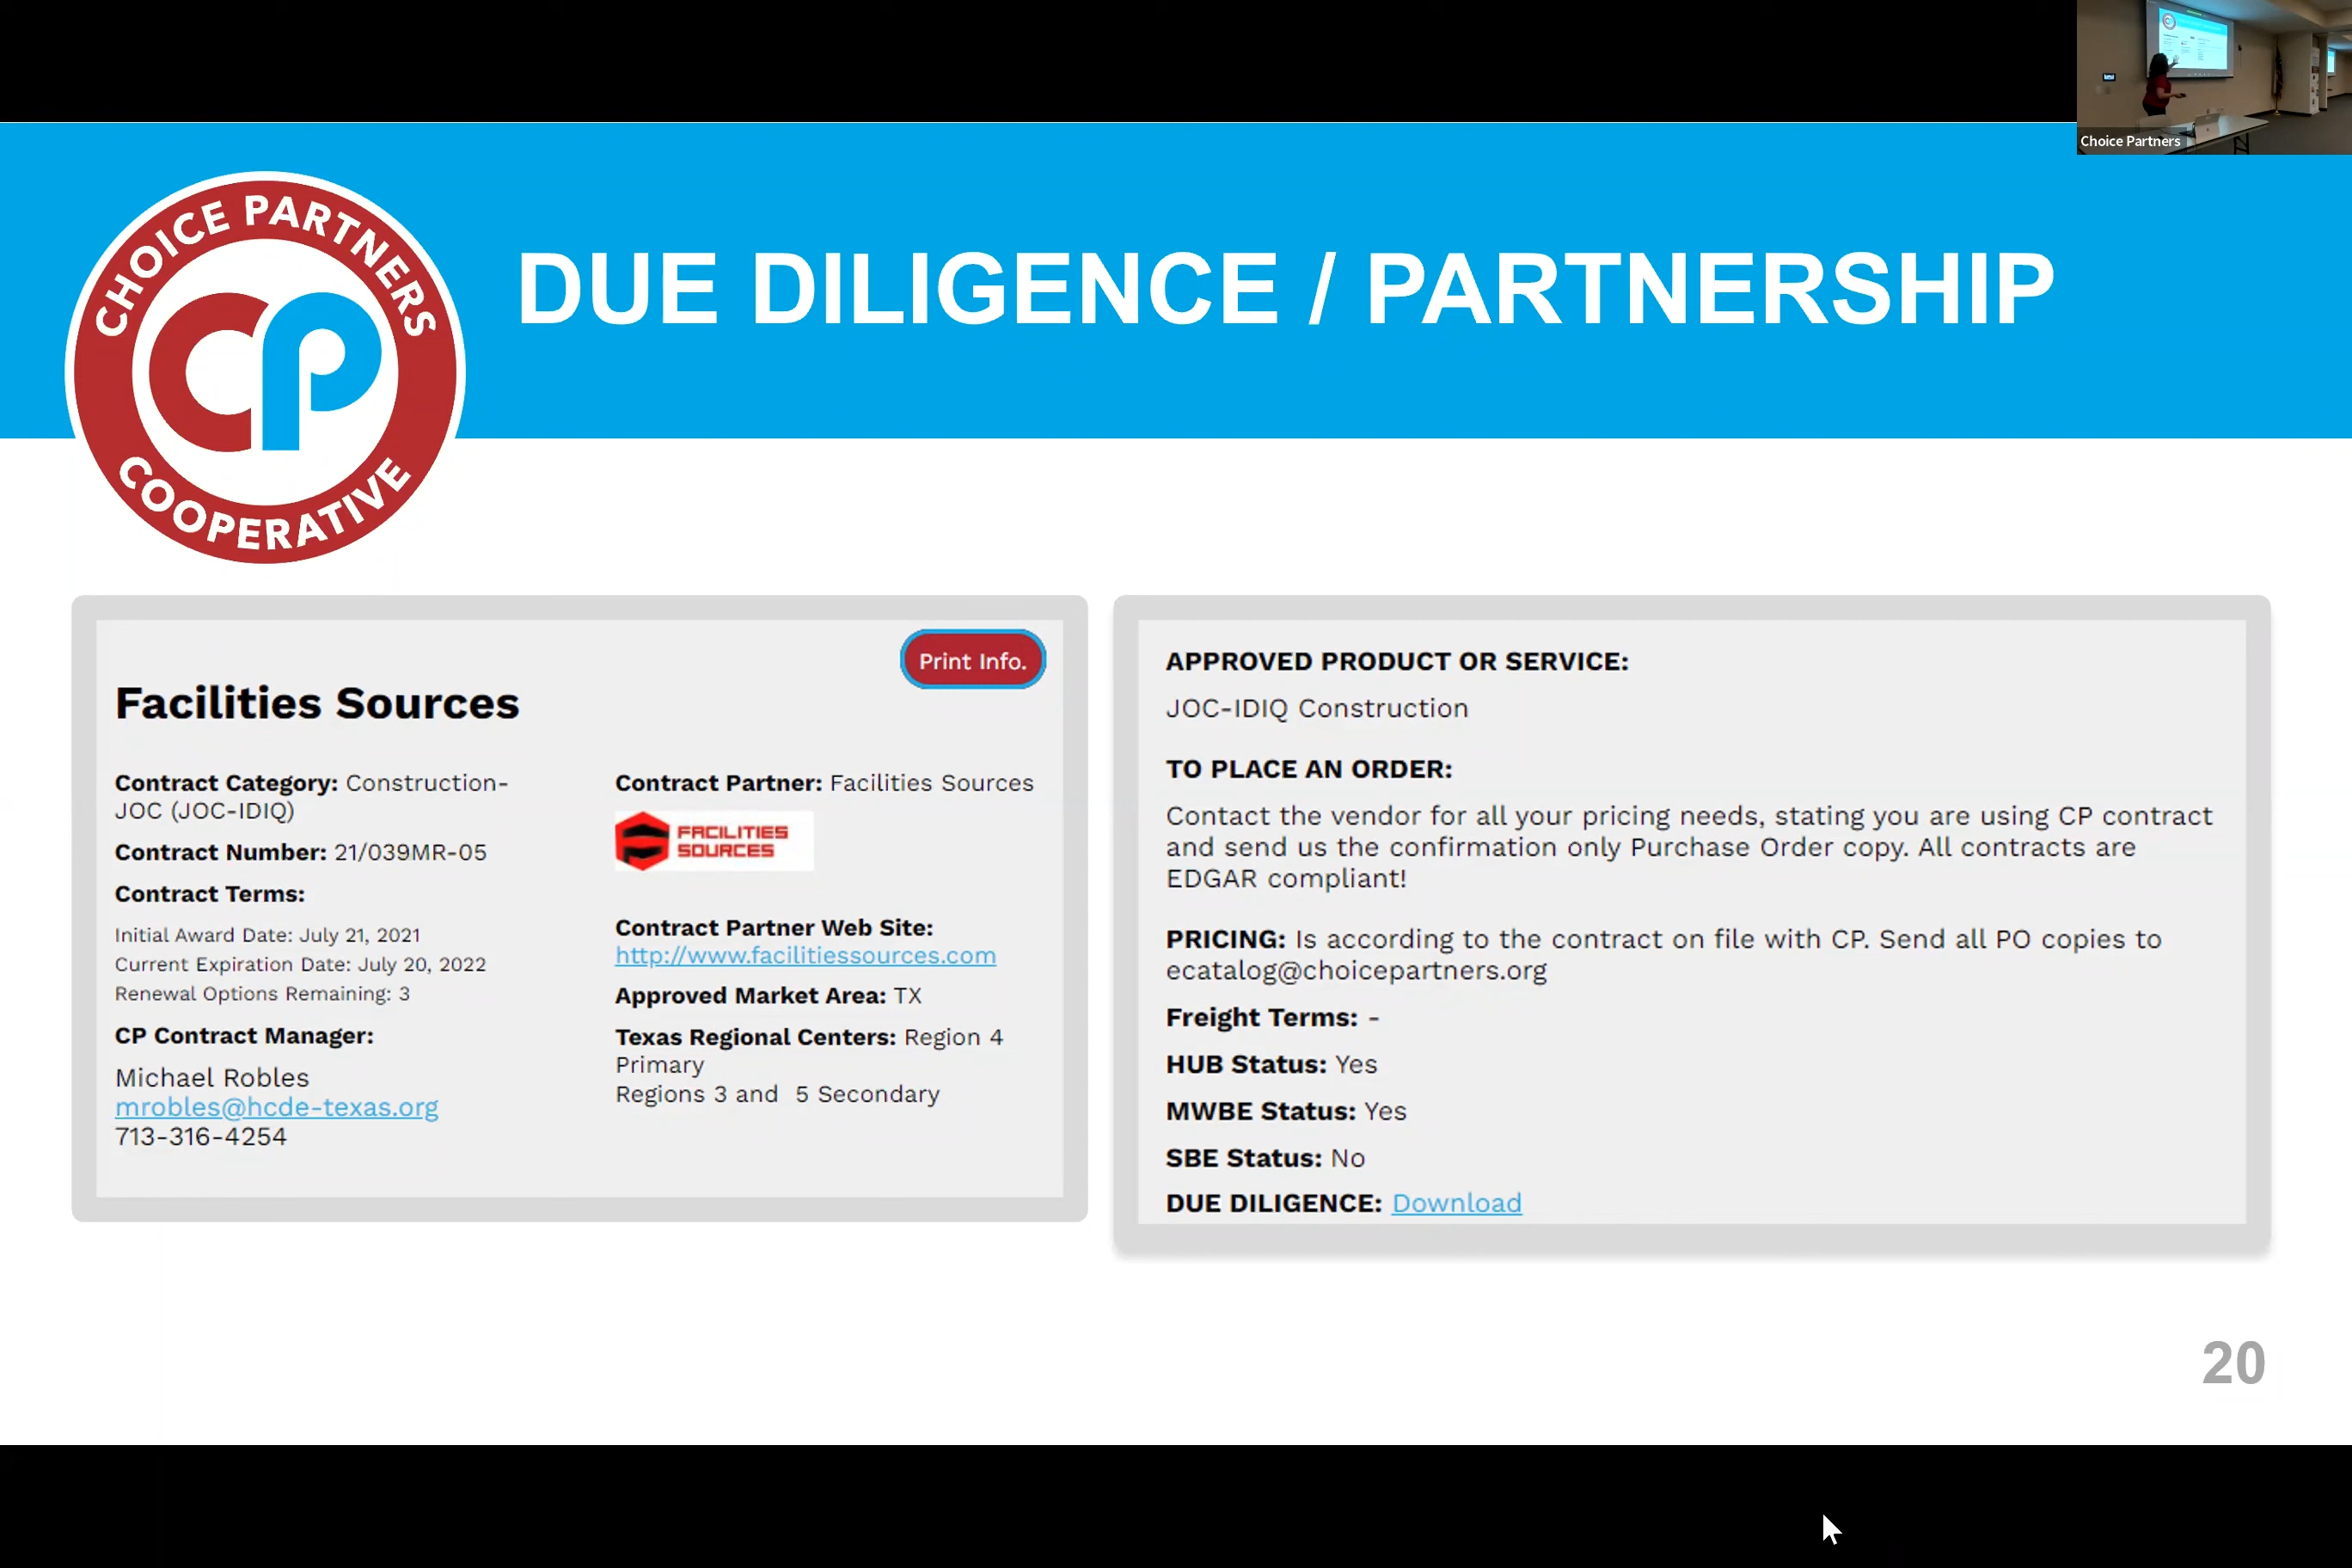 Choice Partners
CHOICE PARTNERS
CP
COOPERATIVE
DUE DILIGENCE / PARTNERSHIP
Print Info.
Facilities Sources
Contract Category: Construction-
JOC (JOC-IDIQ)
Contract Number: 21/039MR-05
Contract Terms:
Initial Award Date: July 21, 2021
Current Expiration Date: July 20, 2022
Renewal Options Remaining: 3
CP Contract Manager:
Michael Robles
mrobles@hcde-texas.org
713-316-4254
Contract Partner: Facilities Sources
FACILITIES
SOURCES
Contract Partner Web Site:
http://www.facilitiessources.com
Approved Market Area: TX
Texas Regional Centers: Region 4
Primary
Regions 3 and  5 Secondary
APPROVED PRODUCT OR SERVICE:
JOC-IDIQ Construction
TO PLACE AN ORDER:
Contact the vendor for all your pricing needs, stating you are using CP contract
and send us the confirmation only Purchase Order copy. All contracts are
EDGAR compliant!
PRICING: Is according to the contract on file with CP. Send all PO copies to
ecatalog@choicepartners.org
Freight Terms: -
HUB Status: Yes
MWBE Status: Yes
SBE Status: No
DUE DILIGENCE: Download
20